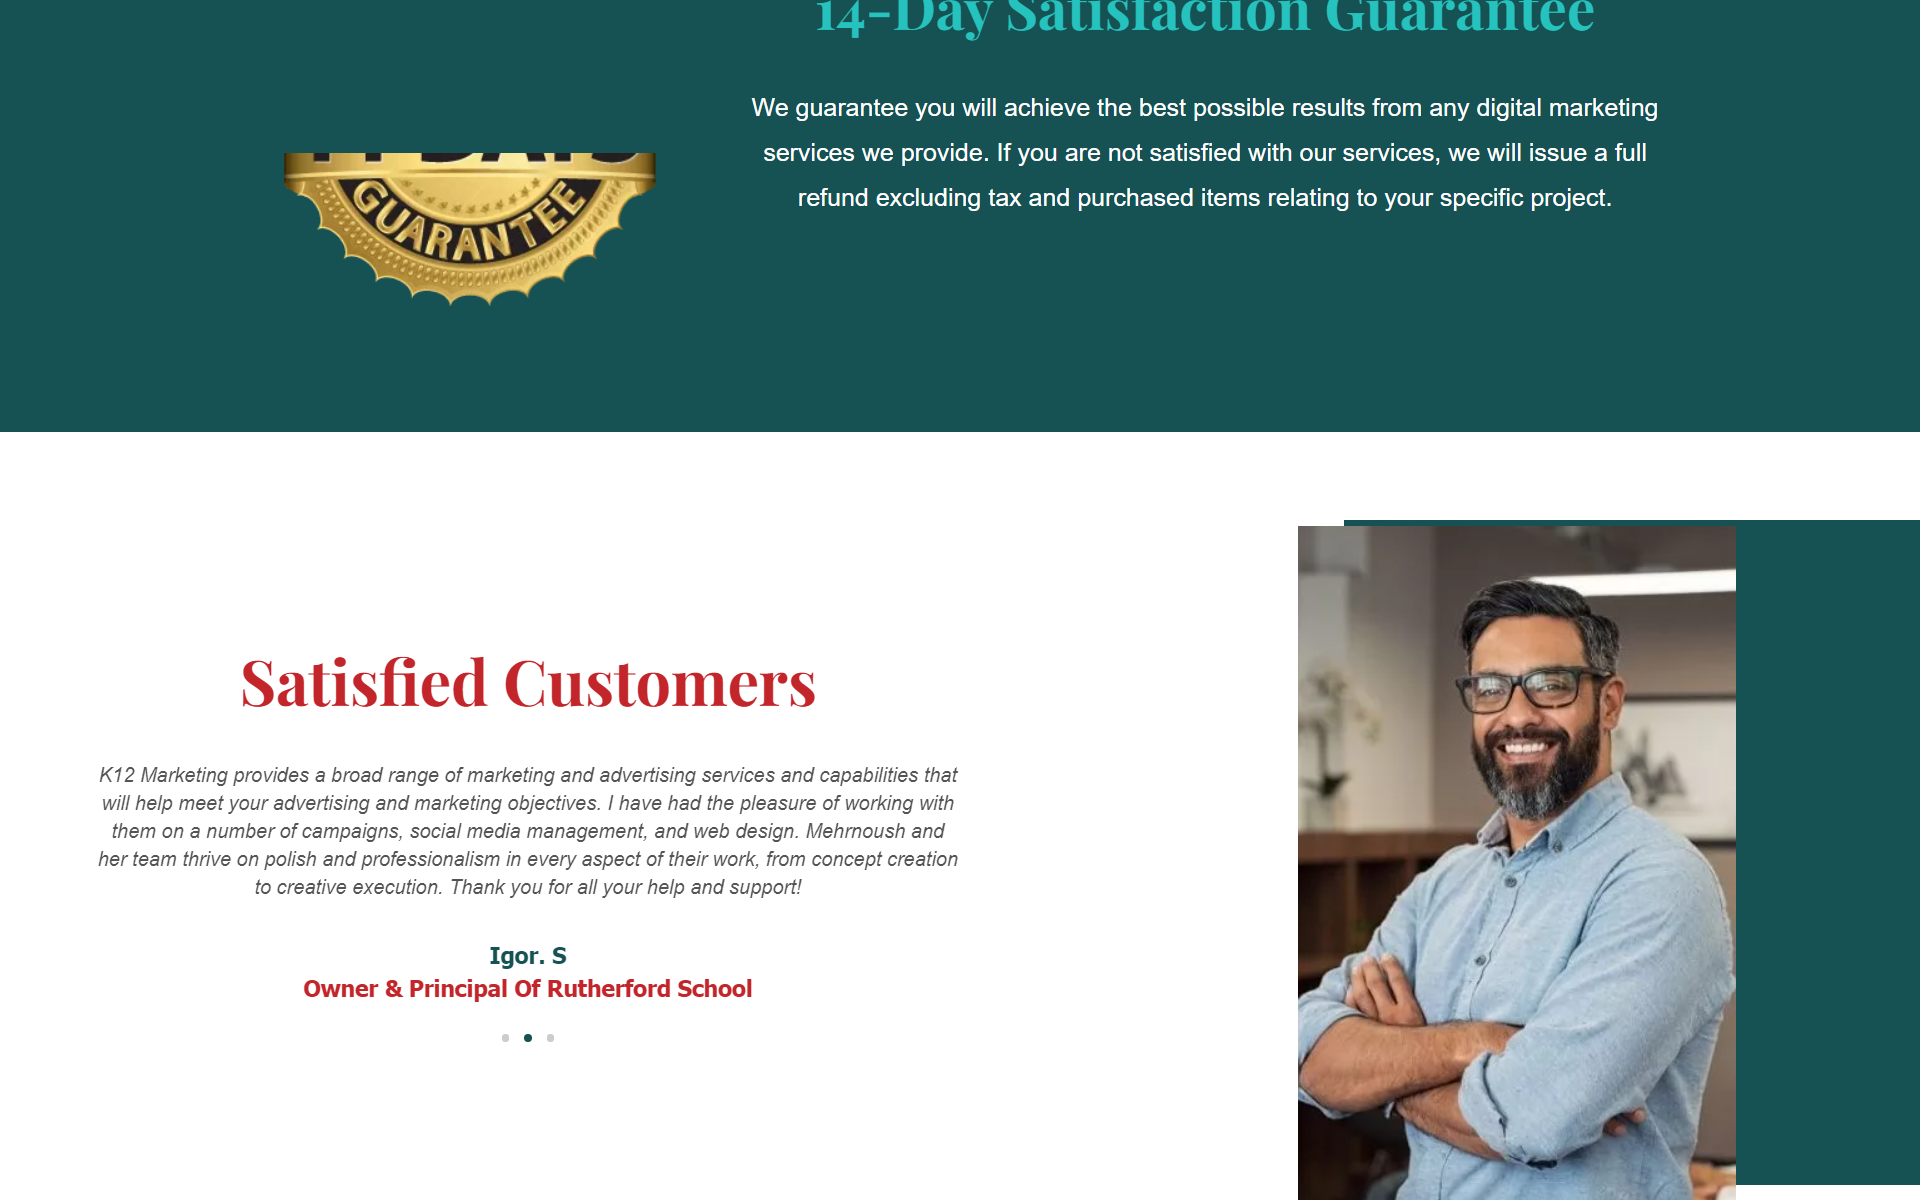 14-Day Satisfaction Guarantee
We guarantee you will achieve the best possible results from any digital marketing
services we provide. If you are not satisfied with our services, we will issue a full
refund excluding tax and purchased items relating to your specific project.
GUARANTEE
Satisfied Customers
K12 Marketing provides a broad range of marketing and advertising services and capabilities that
will help meet your advertising and marketing objectives. I have had the pleasure of working with
them on a number of campaigns, social media management, and web design. Mehrnoush and
her team thrive on polish and professionalism in every aspect of their work, from concept creation
to creative execution. Thank you for all your help and support!
Igor. S
Owner & Principal Of Rutherford School